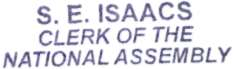 S. E. ISAACS
CLERK OF THE
NATIONAL ASSEMBLY